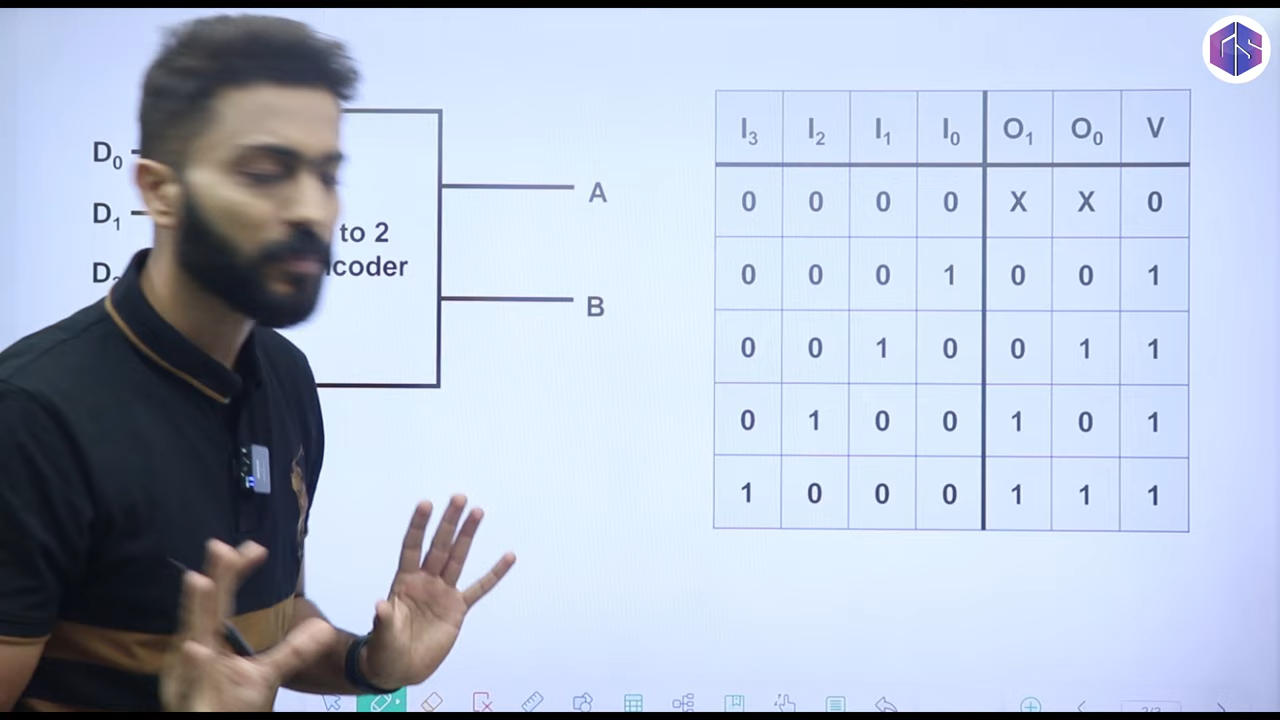 D0
D1
to 2
coder
A
B
I3 I2 I1 I0 O1 O0 V
0 0 0 0 X X 0
0 0 0 1 0 0 1
0 0 1 0 0 1 1
0 1 0 0 1 0 1
1 0 0 0 1 1 1